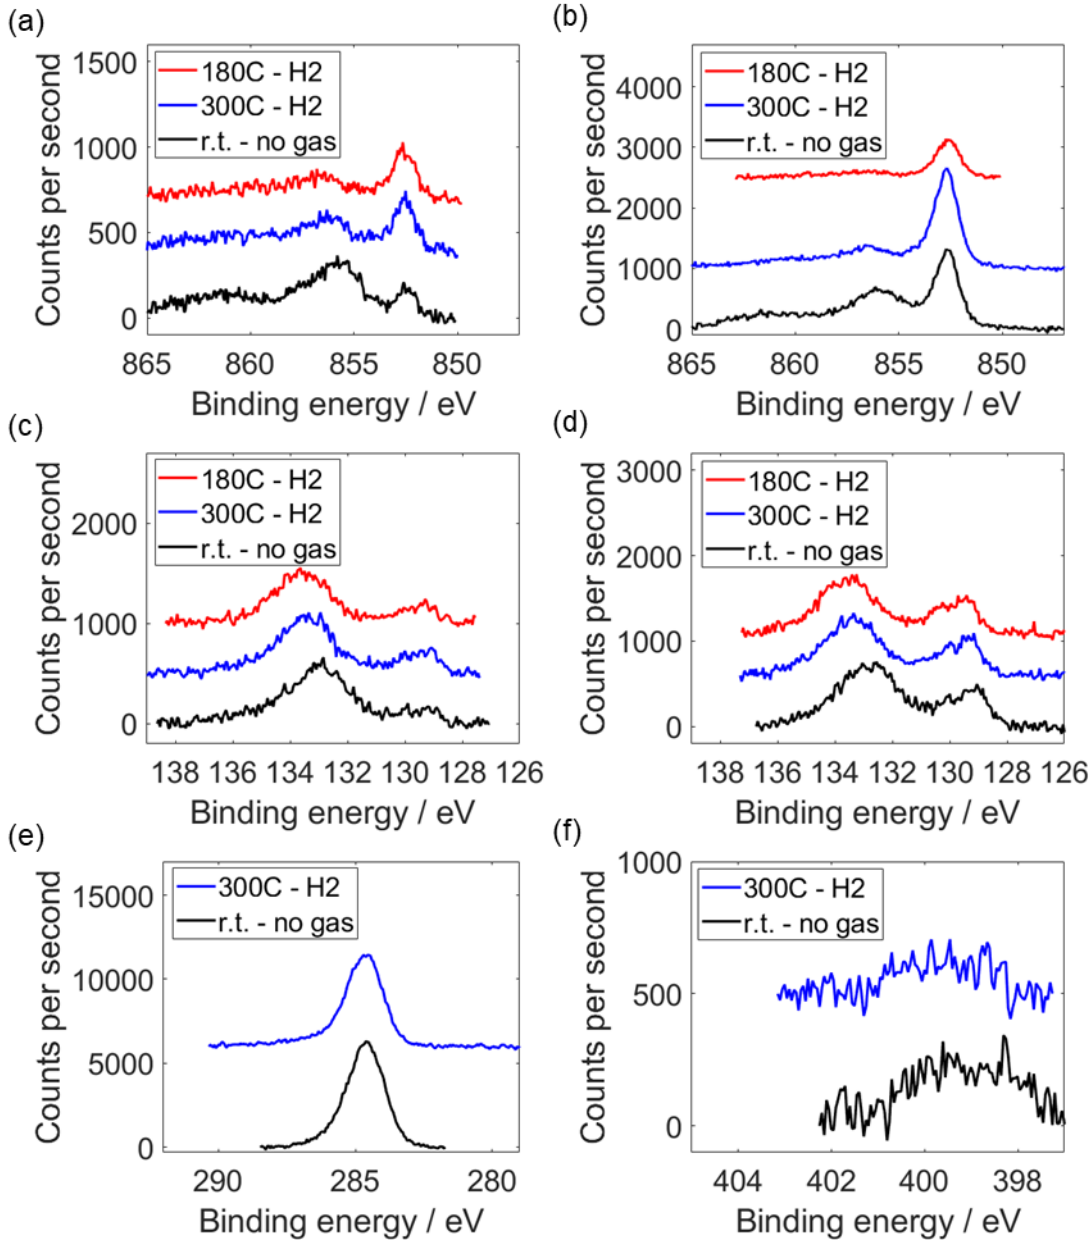 (a)
Counts per second
1500
1000
500
0
180C - H2
300C - H2
r.t. - no gas
865
860
855
850
Binding energy / eV
(b)
Counts per second
4000
3000
2000
1000
0
180C - H2
300C - H2
r.t. - no gas
865
860
855
850
Binding energy / eV
(c)
Counts per second
2000
1000
0
180C - H2
300C - H2
r.t. - no gas
138
136
134
132
130
128
126
Binding energy / eV
(d)
Counts per second
3000
2000
1000
0
180C - H2
300C - H2
r.t. - no gas
138
136
134
132
130
128
126
Binding energy / eV
(e)
Counts per second
15000
10000
5000
0
300C - H2
r.t. - no gas
290
285
280
Binding energy / eV
(f)
Counts per second
1000
500
0
300C - H2
r.t. - no gas
404
402
400
398
Binding energy / eV